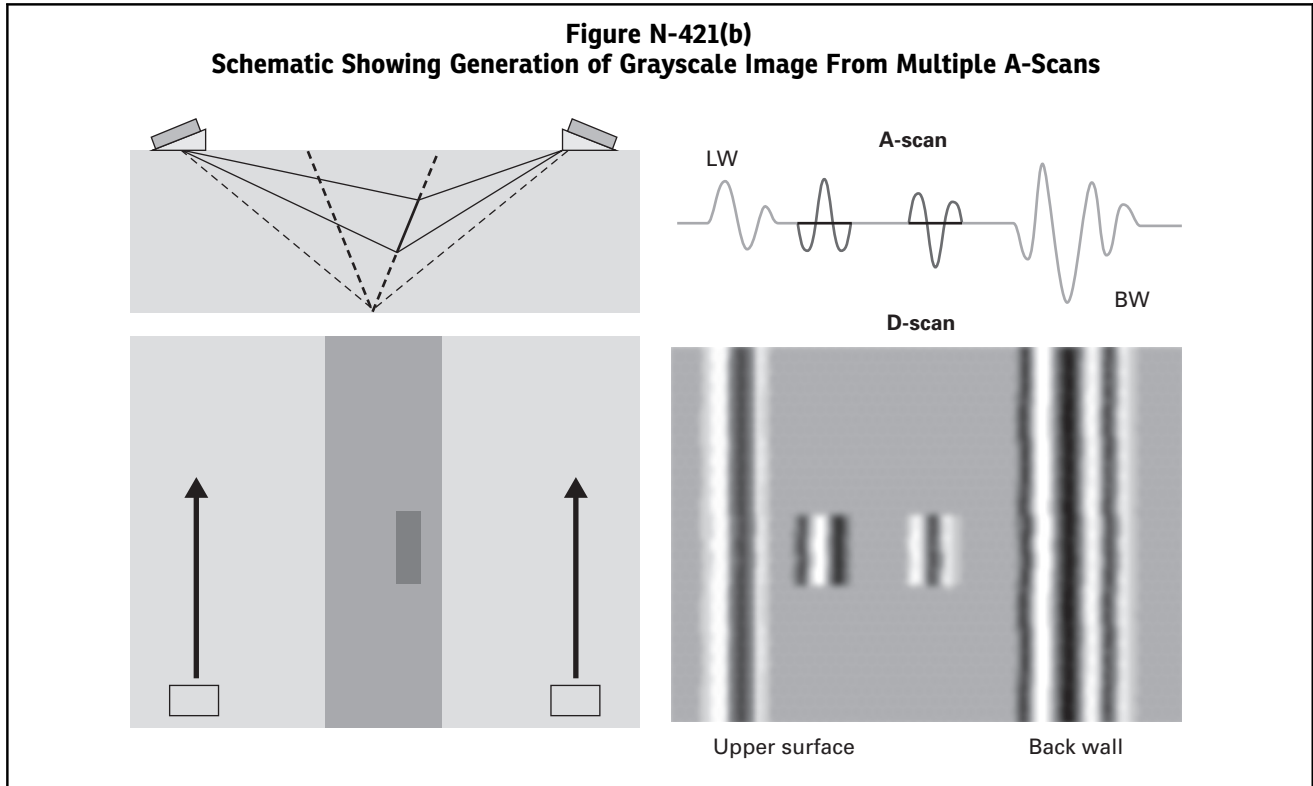 Figure N-421(b)
Schematic Showing Generation of Grayscale Image From Multiple A-Scans
A-scan
LW
BW
D-scan
Upper surface
Back wall